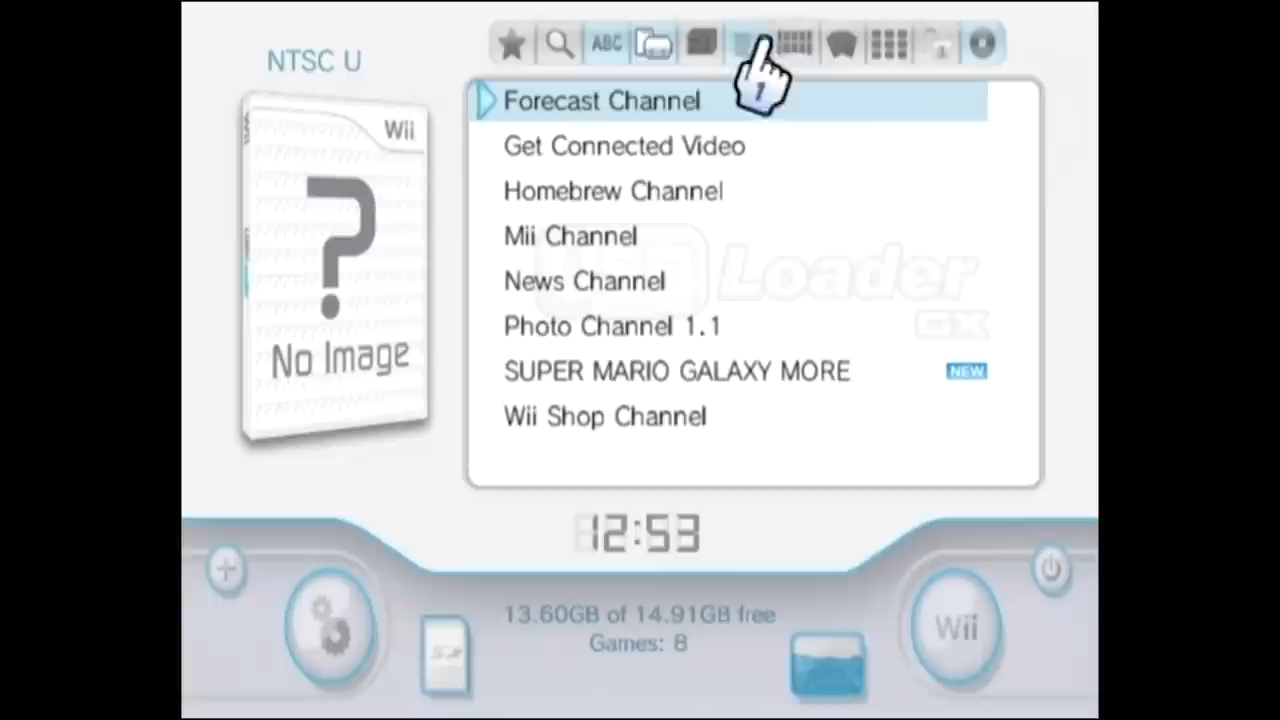 NTSC U
ABC
1
Wii
?
No Image
Forecast Channel
Get Connected Video
Homebrew Channel
Mii Channel
News Channel
Photo Channel 1.1
SUPER MARIO GALAXY MORE
NEW
Wii Shop Channel
USB Loader
GX
12:53
13.60GB of 14.91GB free
Games: 8
Wii